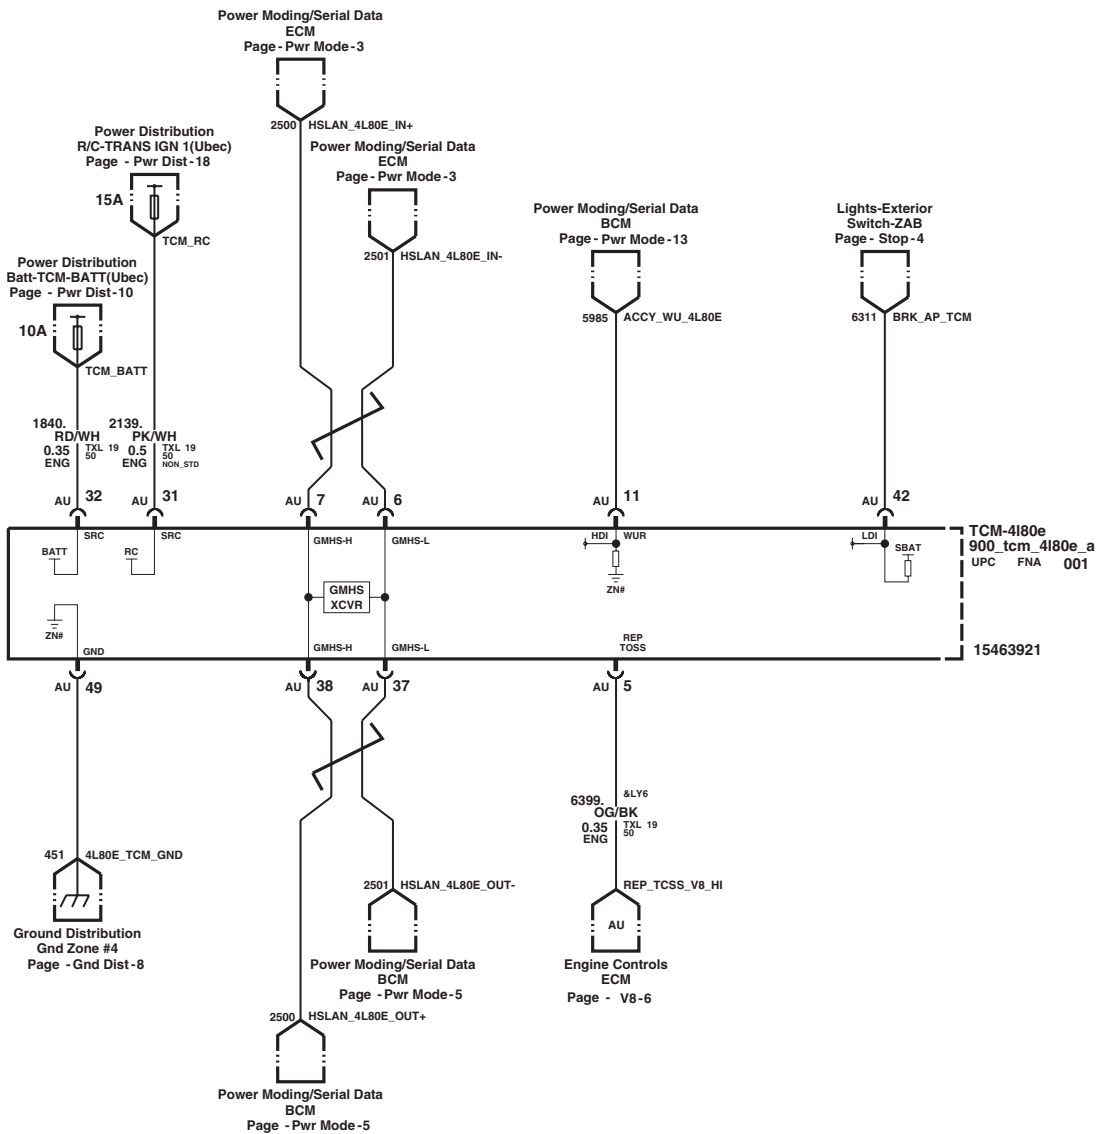 Power Moding/Serial Data
ECM
Page - Pwr Mode-3
2500 HSLAN_4L80E_IN+
Power Distribution
R/C-TRANS IGN 1(Ubec)
Page - Pwr Dist-18
15A
TCM_RC
Power Moding/Serial Data
ECM
Page- Pwr Mode-3
2501 HSLAN_4L80E_IN-
Power Moding/Serial Data
BCM
Page- Pwr Mode-13
5985 ACCY_WU_4L80E
Lights-Exterior
Switch-ZAB
Page- Stop-4
6311 BRK_AP_TCM
Power Distribution
Batt-TCM-BATT(Ubec)
Page - Pwr Dist-10
10A
TCM_BATT
1840.
RD/WH
0.35 TXL 19
ENG 50
2139.
PK/WH
0.5 TXL 19
ENG 50
NON_STD
AU 32
AU 31
AU 7
AU 6
AU 11
AU 42
SRC
SRC
GMHS-H
GMHS-L
HDI WUR
LDI
BATT
RC
SBAT
ZN#
GMHS
XCVR
ZN#
GND
GMHS-H
GMHS-L
REP
TOSS
TCM-4l80e
900_tcm_4l80e_a
UPC FNA 001
15463921
AU 49
AU 38
AU 37
AU 5
6399. &LY6
OG/BK
0.35 TXL 19
ENG 50
451 4L80E_TCM_GND
Ground Distribution
Gnd Zone #4
Page -Gnd Dist-8
2501 HSLAN_4L80E_OUT-
Power Moding/Serial Data
BCM
Page -Pwr Mode-5
REP_TCSS_V8_HI
AU
Engine Controls
ECM
Page - V8-6
2500 HSLAN_4L80E_OUT+
Power Moding/Serial Data
BCM
Page -Pwr Mode-5